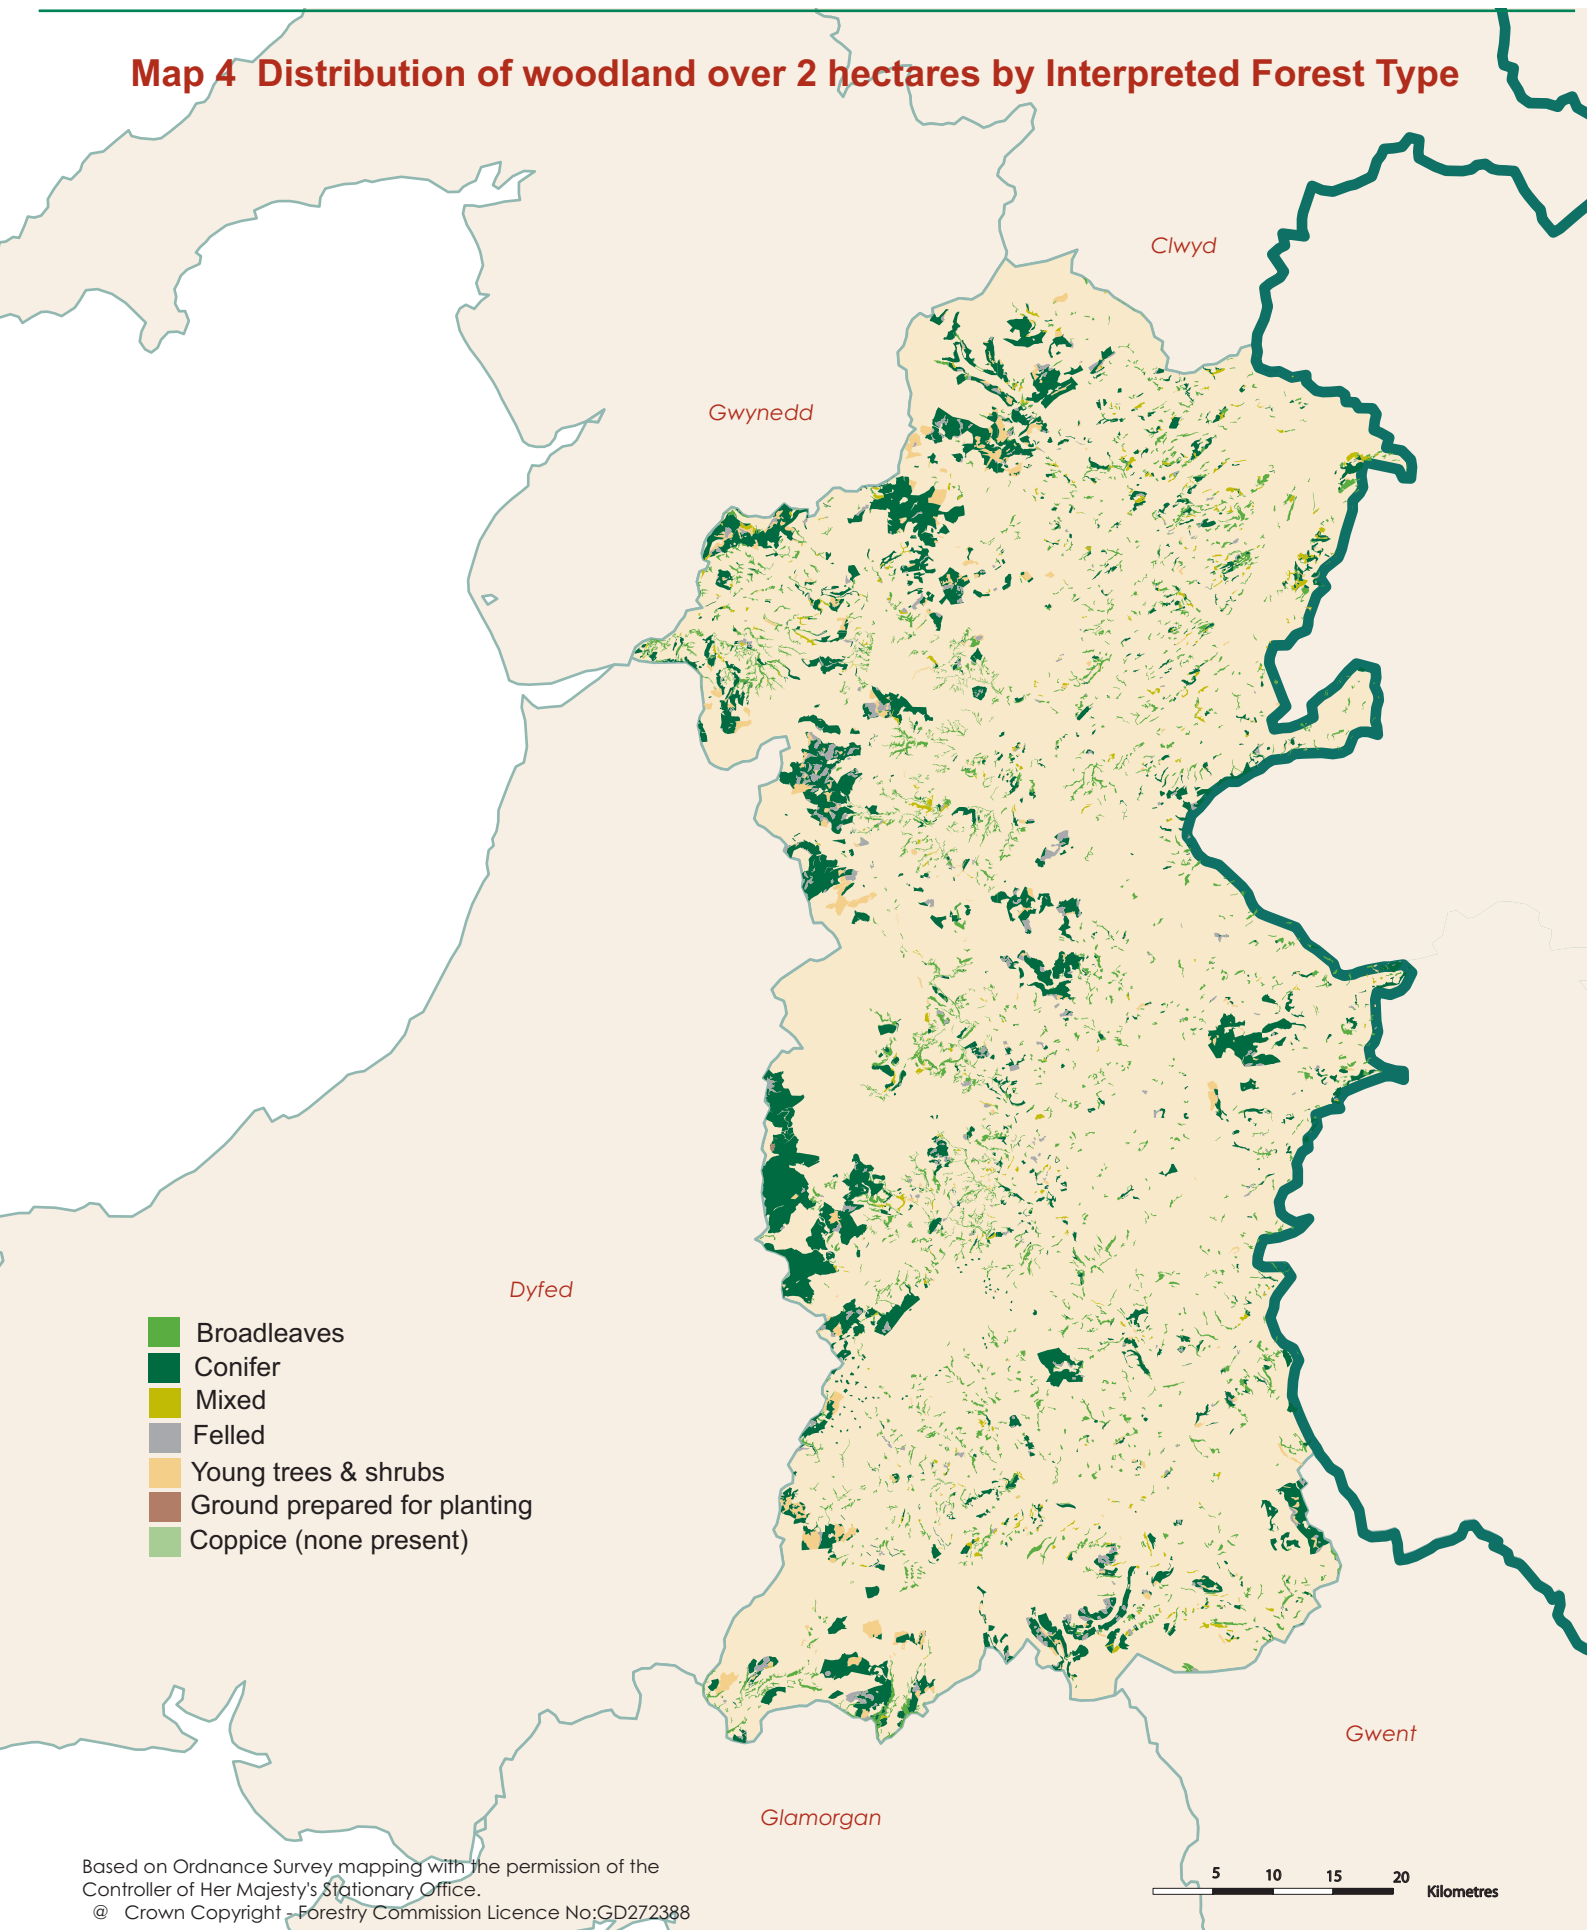 Map 4 Distribution of woodland over 2 hectares by Interpreted Forest Type
Clwyd
Gwynedd
Dyfed
Broadleaves
Conifer
Mixed
Felled
Young trees & shrubs
Ground prepared for planting
Coppice (none present)
Gwent
Glamorgan
Based on Ordnance Survey mapping with the permission of the
Controller of Her Majesty's Stationary Office.
@ Crown Copyright - Forestry Commission Licence No:GD272388
5 10 15 20
Kilometres